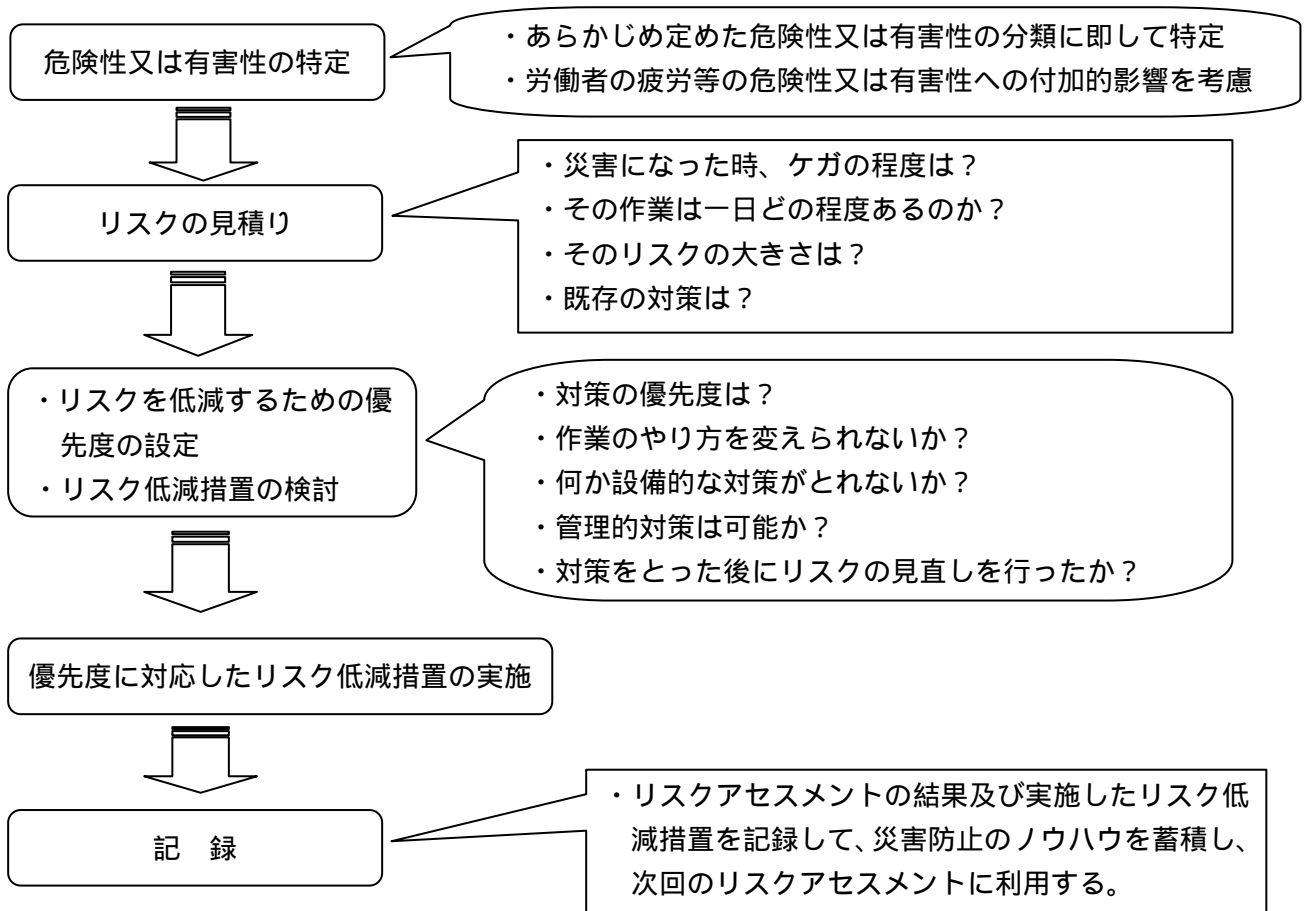 危険性又は有害性の特定
・あらかじめ定めた危険性又は有害性の分類に即して特定
・労働者の疲労等の危険性又は有害性への付加的影響を考慮
リスクの見積り
・災害になった時、ケガの程度は？
・その作業は一日どの程度あるのか？
・そのリスクの大きさは？
・既存の対策は？
・リスクを低減するための優
先度の設定
・リスク低減措置の検討
・対策の優先度は？
・作業のやり方を変えられないか？
・何か設備的な対策がとれないか？
・管理的対策は可能か？
・対策をとった後にリスクの見直しを行ったか？
優先度に対応したリスク低減措置の実施
記　録
・リスクアセスメントの結果及び実施したリスク低
減措置を記録して、災害防止のノウハウを蓄積し、
次回のリスクアセスメントに利用する。